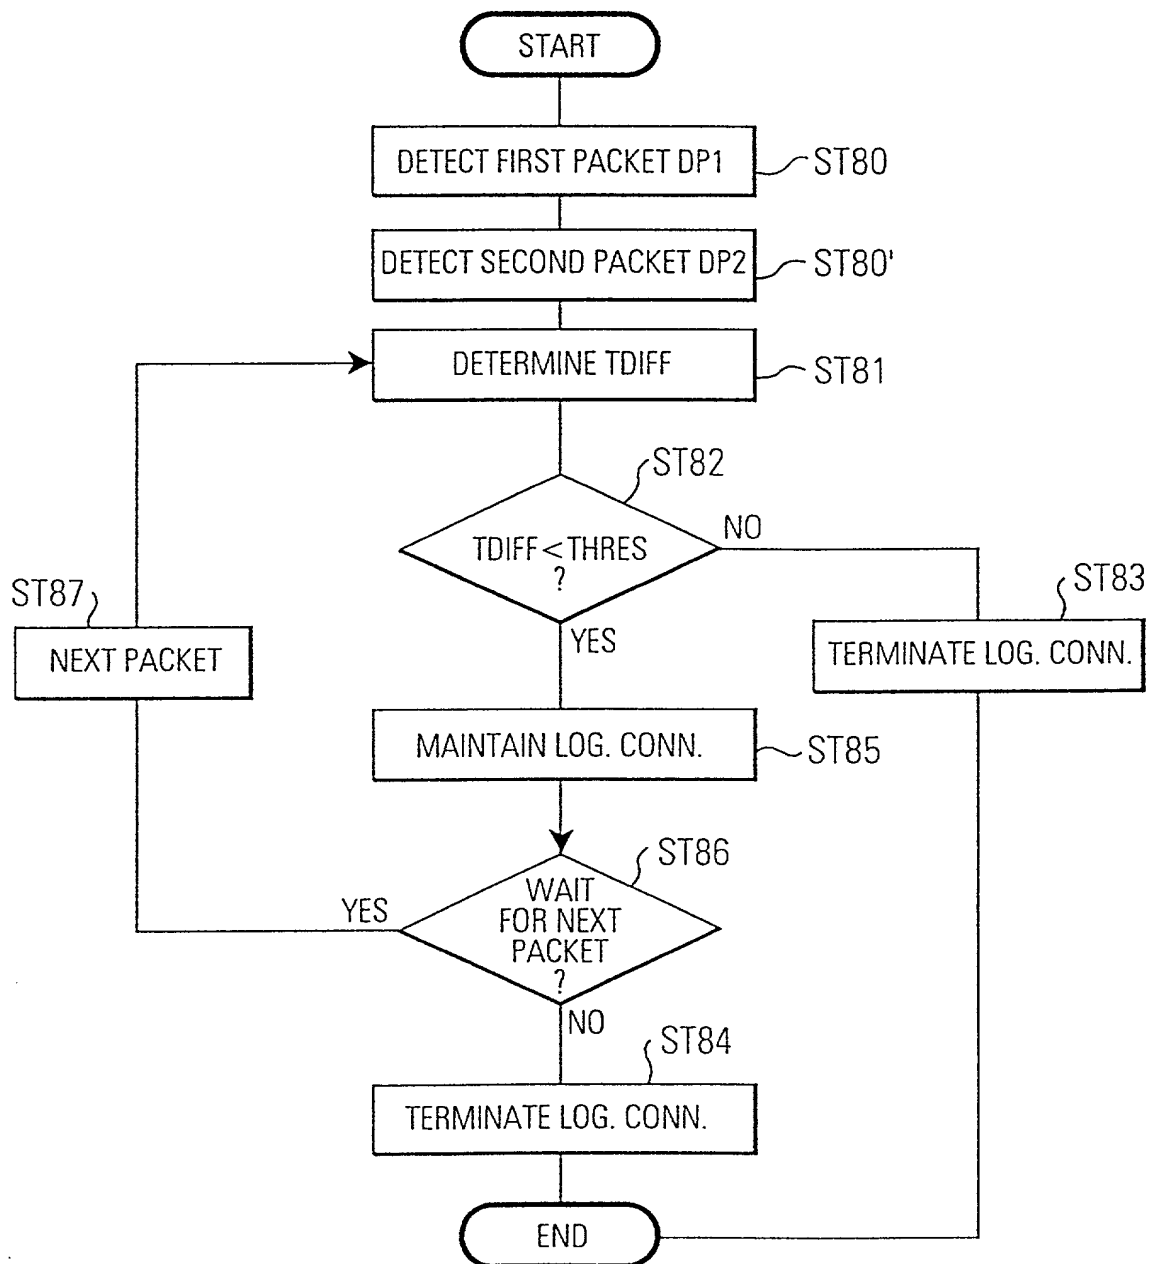 START
DETECT FIRST PACKET DP1
ST80
DETECT SECOND PACKET DP2
ST80'
DETERMINE TDIFF
ST81
ST82
TDIFF<THRES
?
NO
YES
ST83
TERMINATE LOG. CONN.
ST87
NEXT PACKET
MAINTAIN LOG. CONN.
ST85
ST86
WAIT
FOR NEXT
PACKET
?
YES
NO
ST84
TERMINATE LOG. CONN.
END